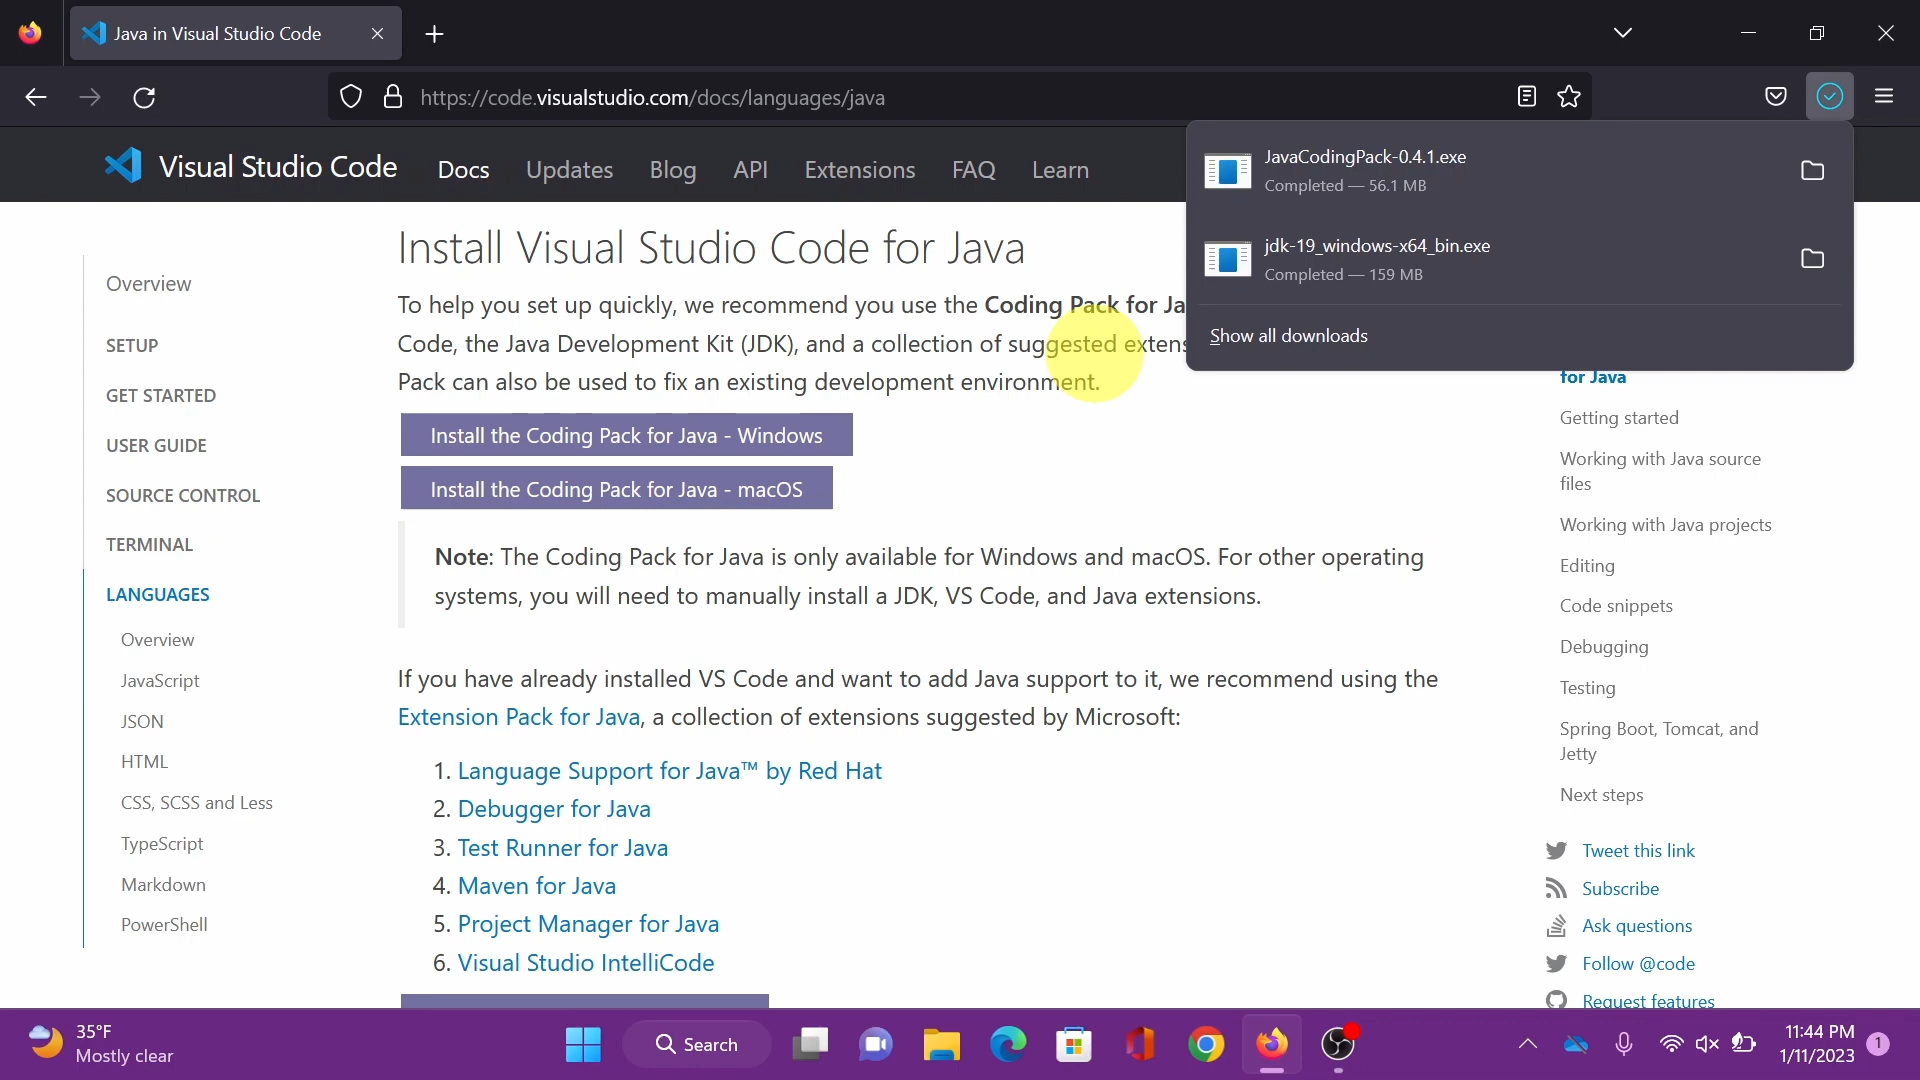 Java in Visual Studio Code
https://code.visualstudio.com/docs/languages/java
Visual Studio Code
Docs
Updates
Blog
API
Extensions
FAQ
Learn
JavaCodingPack-0.4.1.exe
Completed — 56.1 MB
jdk-19_windows-x64_bin.exe
Completed — 159 MB
Show all downloads
Overview
SETUP
GET STARTED
USER GUIDE
SOURCE CONTROL
TERMINAL
LANGUAGES
Overview
JavaScript
JSON
HTML
CSS, SCSS and Less
TypeScript
Markdown
PowerShell
Install Visual Studio Code for Java
To help you set up quickly, we recommend you use the Coding Pack for Ja
Code, the Java Development Kit (JDK), and a collection of suggested extens
Pack can also be used to fix an existing development environment.
Install the Coding Pack for Java - Windows
Install the Coding Pack for Java - macOS
Note: The Coding Pack for Java is only available for Windows and macOS. For other operating
systems, you will need to manually install a JDK, VS Code, and Java extensions.
If you have already installed VS Code and want to add Java support to it, we recommend using the
Extension Pack for Java, a collection of extensions suggested by Microsoft:
1. Language Support for Java™ by Red Hat
2. Debugger for Java
3. Test Runner for Java
4. Maven for Java
5. Project Manager for Java
6. Visual Studio IntelliCode
for Java
Getting started
Working with Java source
files
Working with Java projects
Editing
Code snippets
Debugging
Testing
Spring Boot, Tomcat, and
Jetty
Next steps
Tweet this link
Subscribe
Ask questions
Follow @code
Request features
35°F
Mostly clear
Search
11:44 PM
1/11/2023
1